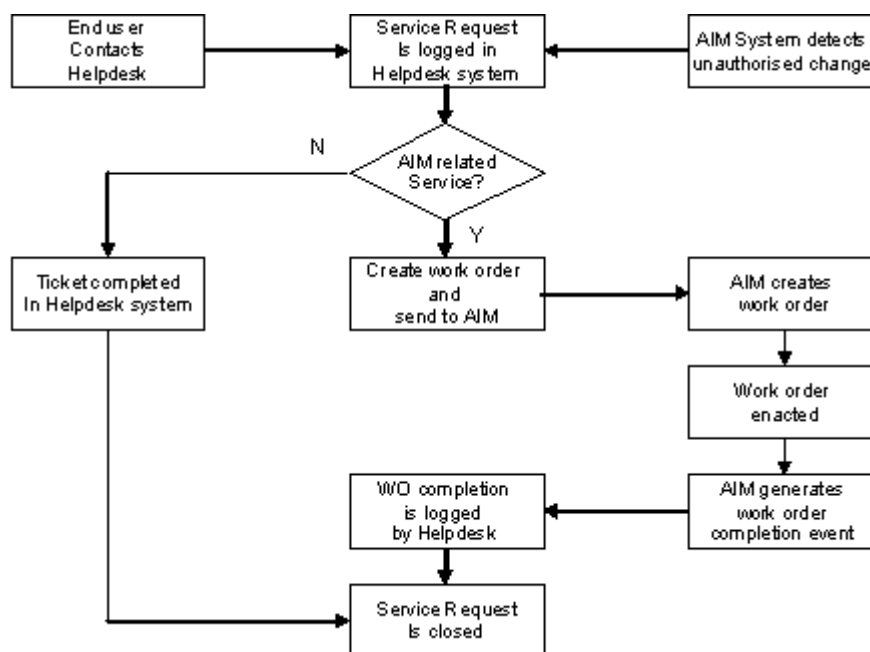 End user
Contacts
Helpdesk
Service Request
Is logged in
Helpdesk system
AIM System detects
unauthorised change
N
AIM related
Service?
Y
Ticket completed
In Helpdesk system
Create work order
and
send to AIM
AIM creates
work order
Work order
enacted
WO completion
is logged
by Helpdesk
AIM generates
work order
completion event
Service Request
Is closed